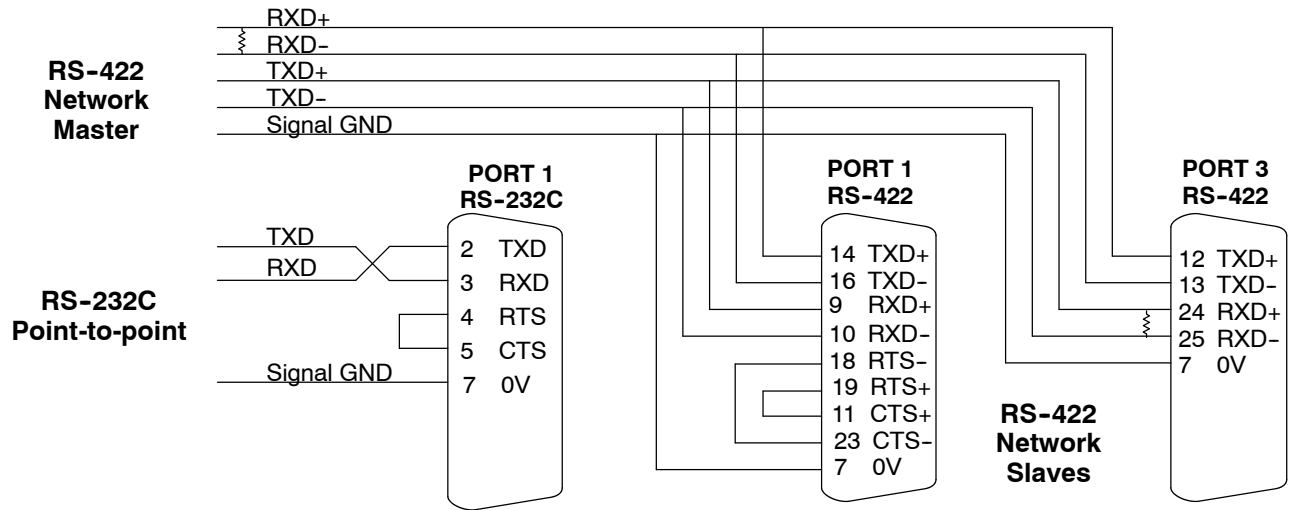 RXD+
RXD-
TXD+
TXD-
Signal GND
RS-422
Network
Master
PORT 1
RS-232C
TXD
RXD
RS-232C
Point-to-point
Signal GND
2 TXD
3 RXD
4 RTS
5 CTS
7 0V
PORT 1
RS-422
14 TXD+
16 TXD-
9 RXD+
10 RXD-
18 RTS-
19 RTS+
11 CTS+
23 CTS-
7 0V
RS-422
Network
Slaves
PORT 3
RS-422
12 TXD+
13 TXD-
24 RXD+
25 RXD-
7 0V